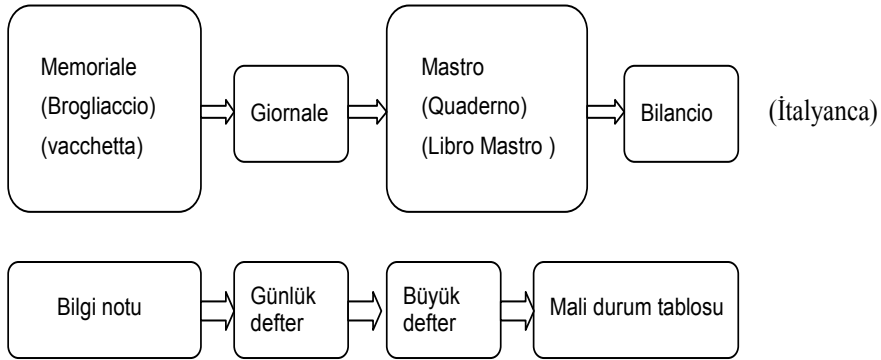 Memoriale
(Brogliaccio)
(vacchetta)
Giornale
Mastro
(Quaderno)
(Libro Mastro )
Bilancio
(İtalyanca)
Bilgi notu
Günlük
defter
Büyük
defter
Mali durum tablosu